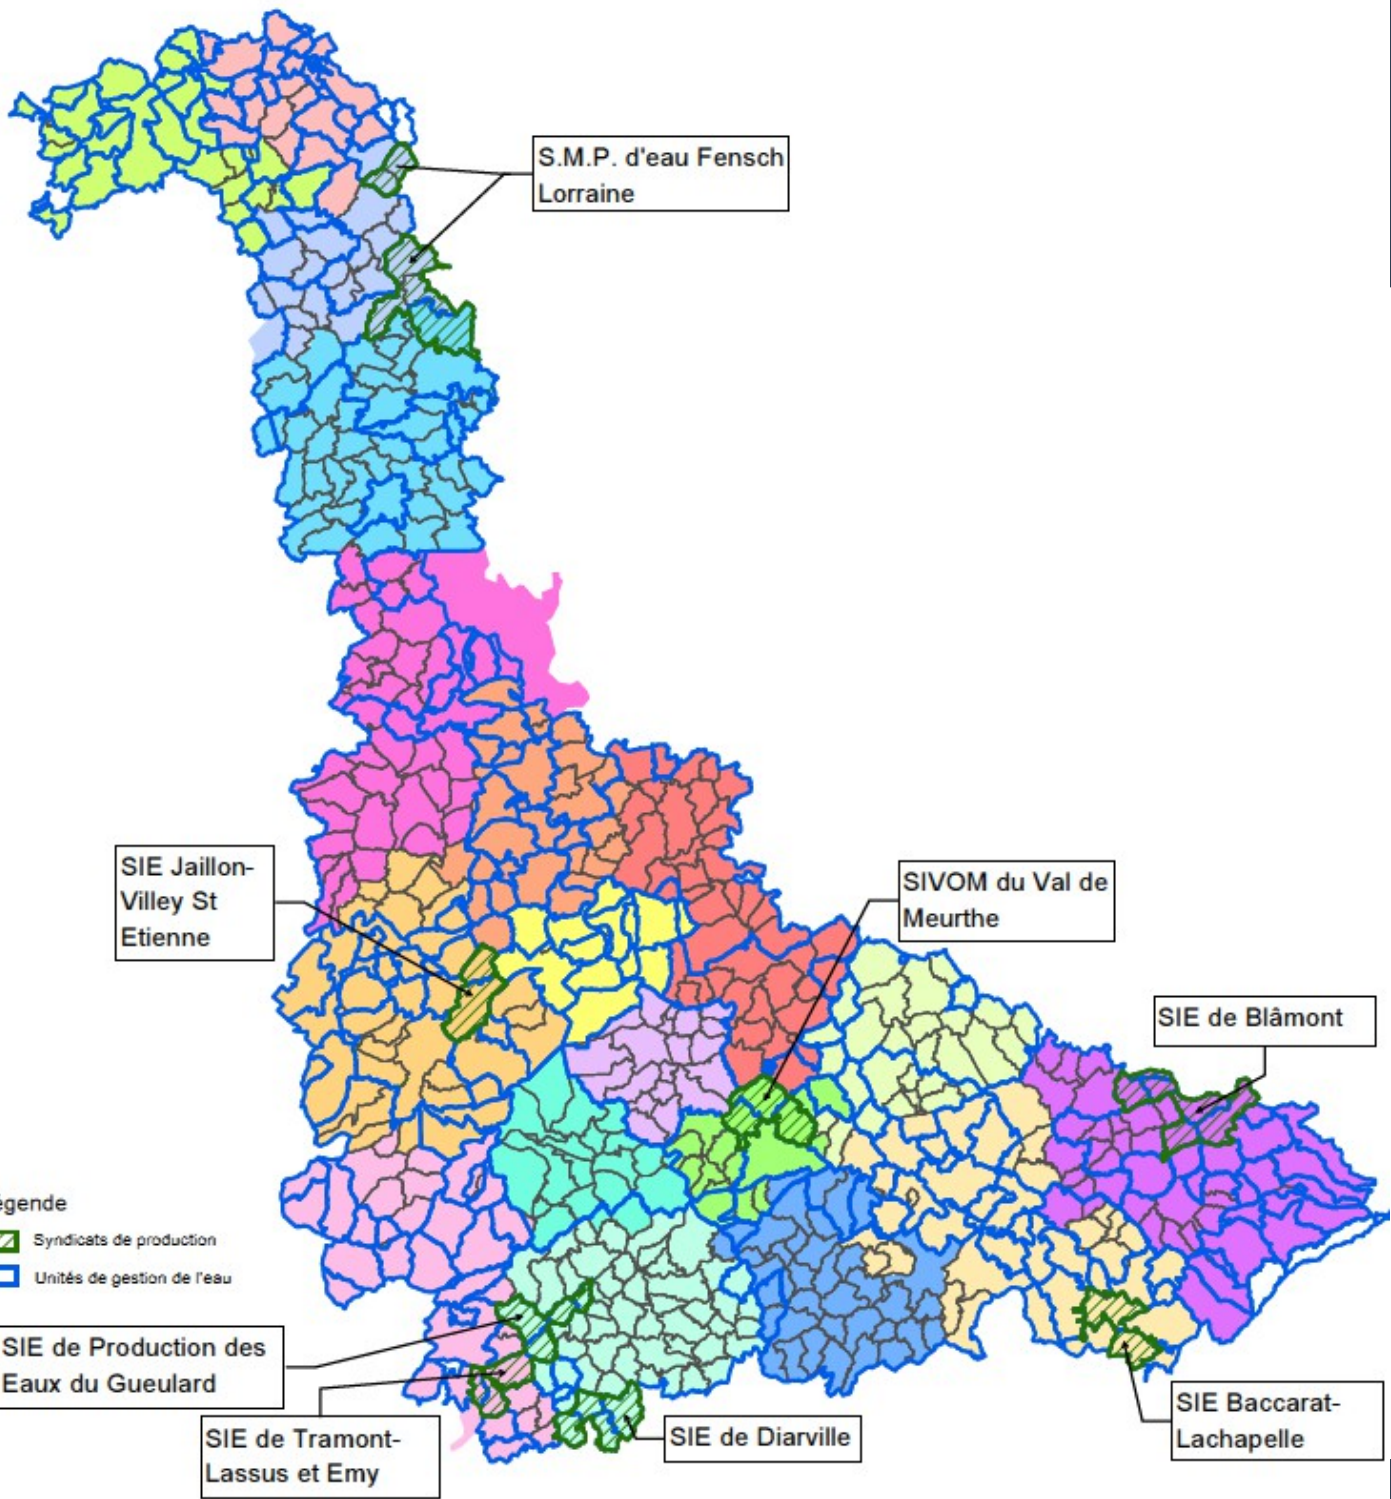 S.M.P. d'eau Fensch
Lorraine
SIE Jaillon-
Villey St
Etienne
SIVOM du Val de
Meurthe
SIE de Blâmont
égende
Syndicats de production
Unités de gestion de l'eau
SIE de Production des
Eaux du Gueulard
SIE de Tramont-
Lassus et Emy
SIE de Diarville
SIE Baccarat-
Lachapelle